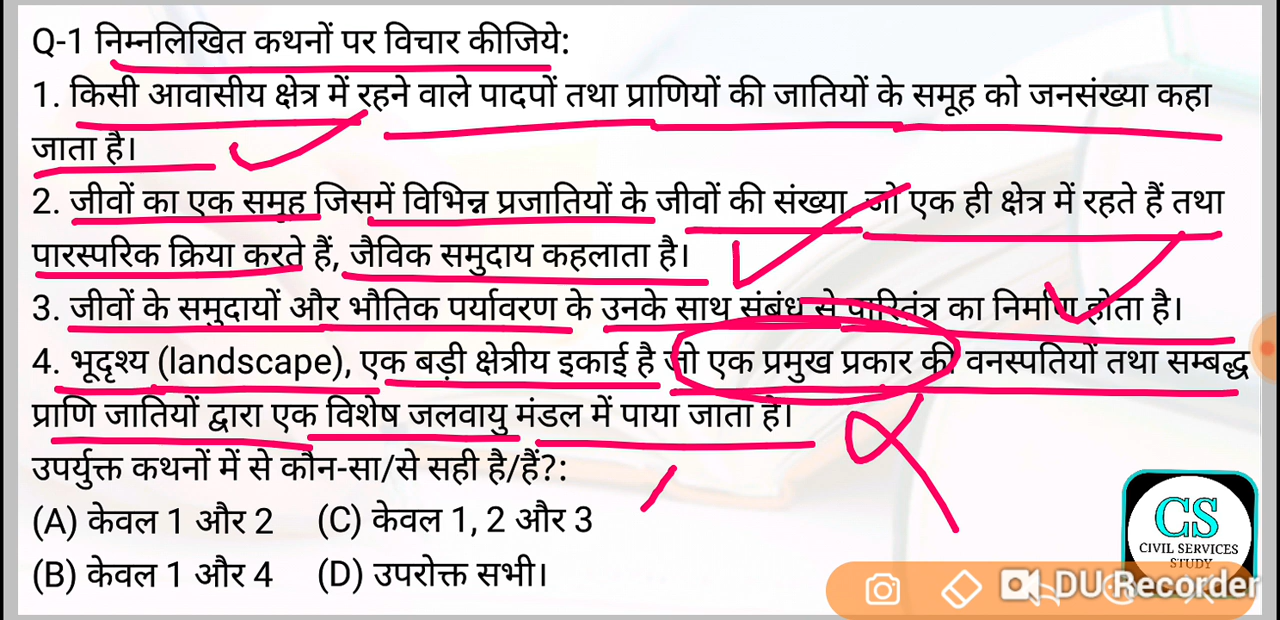 Q-1 निम्नलिखित कथनों पर विचार कीजिये:
1. किसी आवासीय क्षेत्र में रहने वाले पादपों तथा प्राणियों की जातियों के समूह को जनसंख्या कहा
जाता है।
2. जीवों का एक समूह जिसमें विभिन्न प्रजातियों के जीवों की संख्या जो एक ही क्षेत्र में रहते हैं तथा
पारस्परिक क्रिया करते हैं, जैविक समुदाय कहलाता है।
3. जीवों के समुदायों और भौतिक पर्यावरण के उनके साथ संबंध से पारितंत्र का निर्माण होता है।
4. भूदृश्य (landscape), एक बड़ी क्षेत्रीय इकाई है जो एक प्रमुख प्रकार की वनस्पतियों तथा सम्बद्ध
प्राणि जातियों द्वारा एक विशेष जलवायु मंडल में पाया जाता है।
उपर्युक्त कथनों में से कौन-सा/से सही है/हैं?:
(A) केवल 1 और 2 (C) केवल 1, 2 और 3
(B) केवल 1 और 4 (D) उपरोक्त सभी।
CS
CIVIL SERVICES
STUDY
DU Recorder